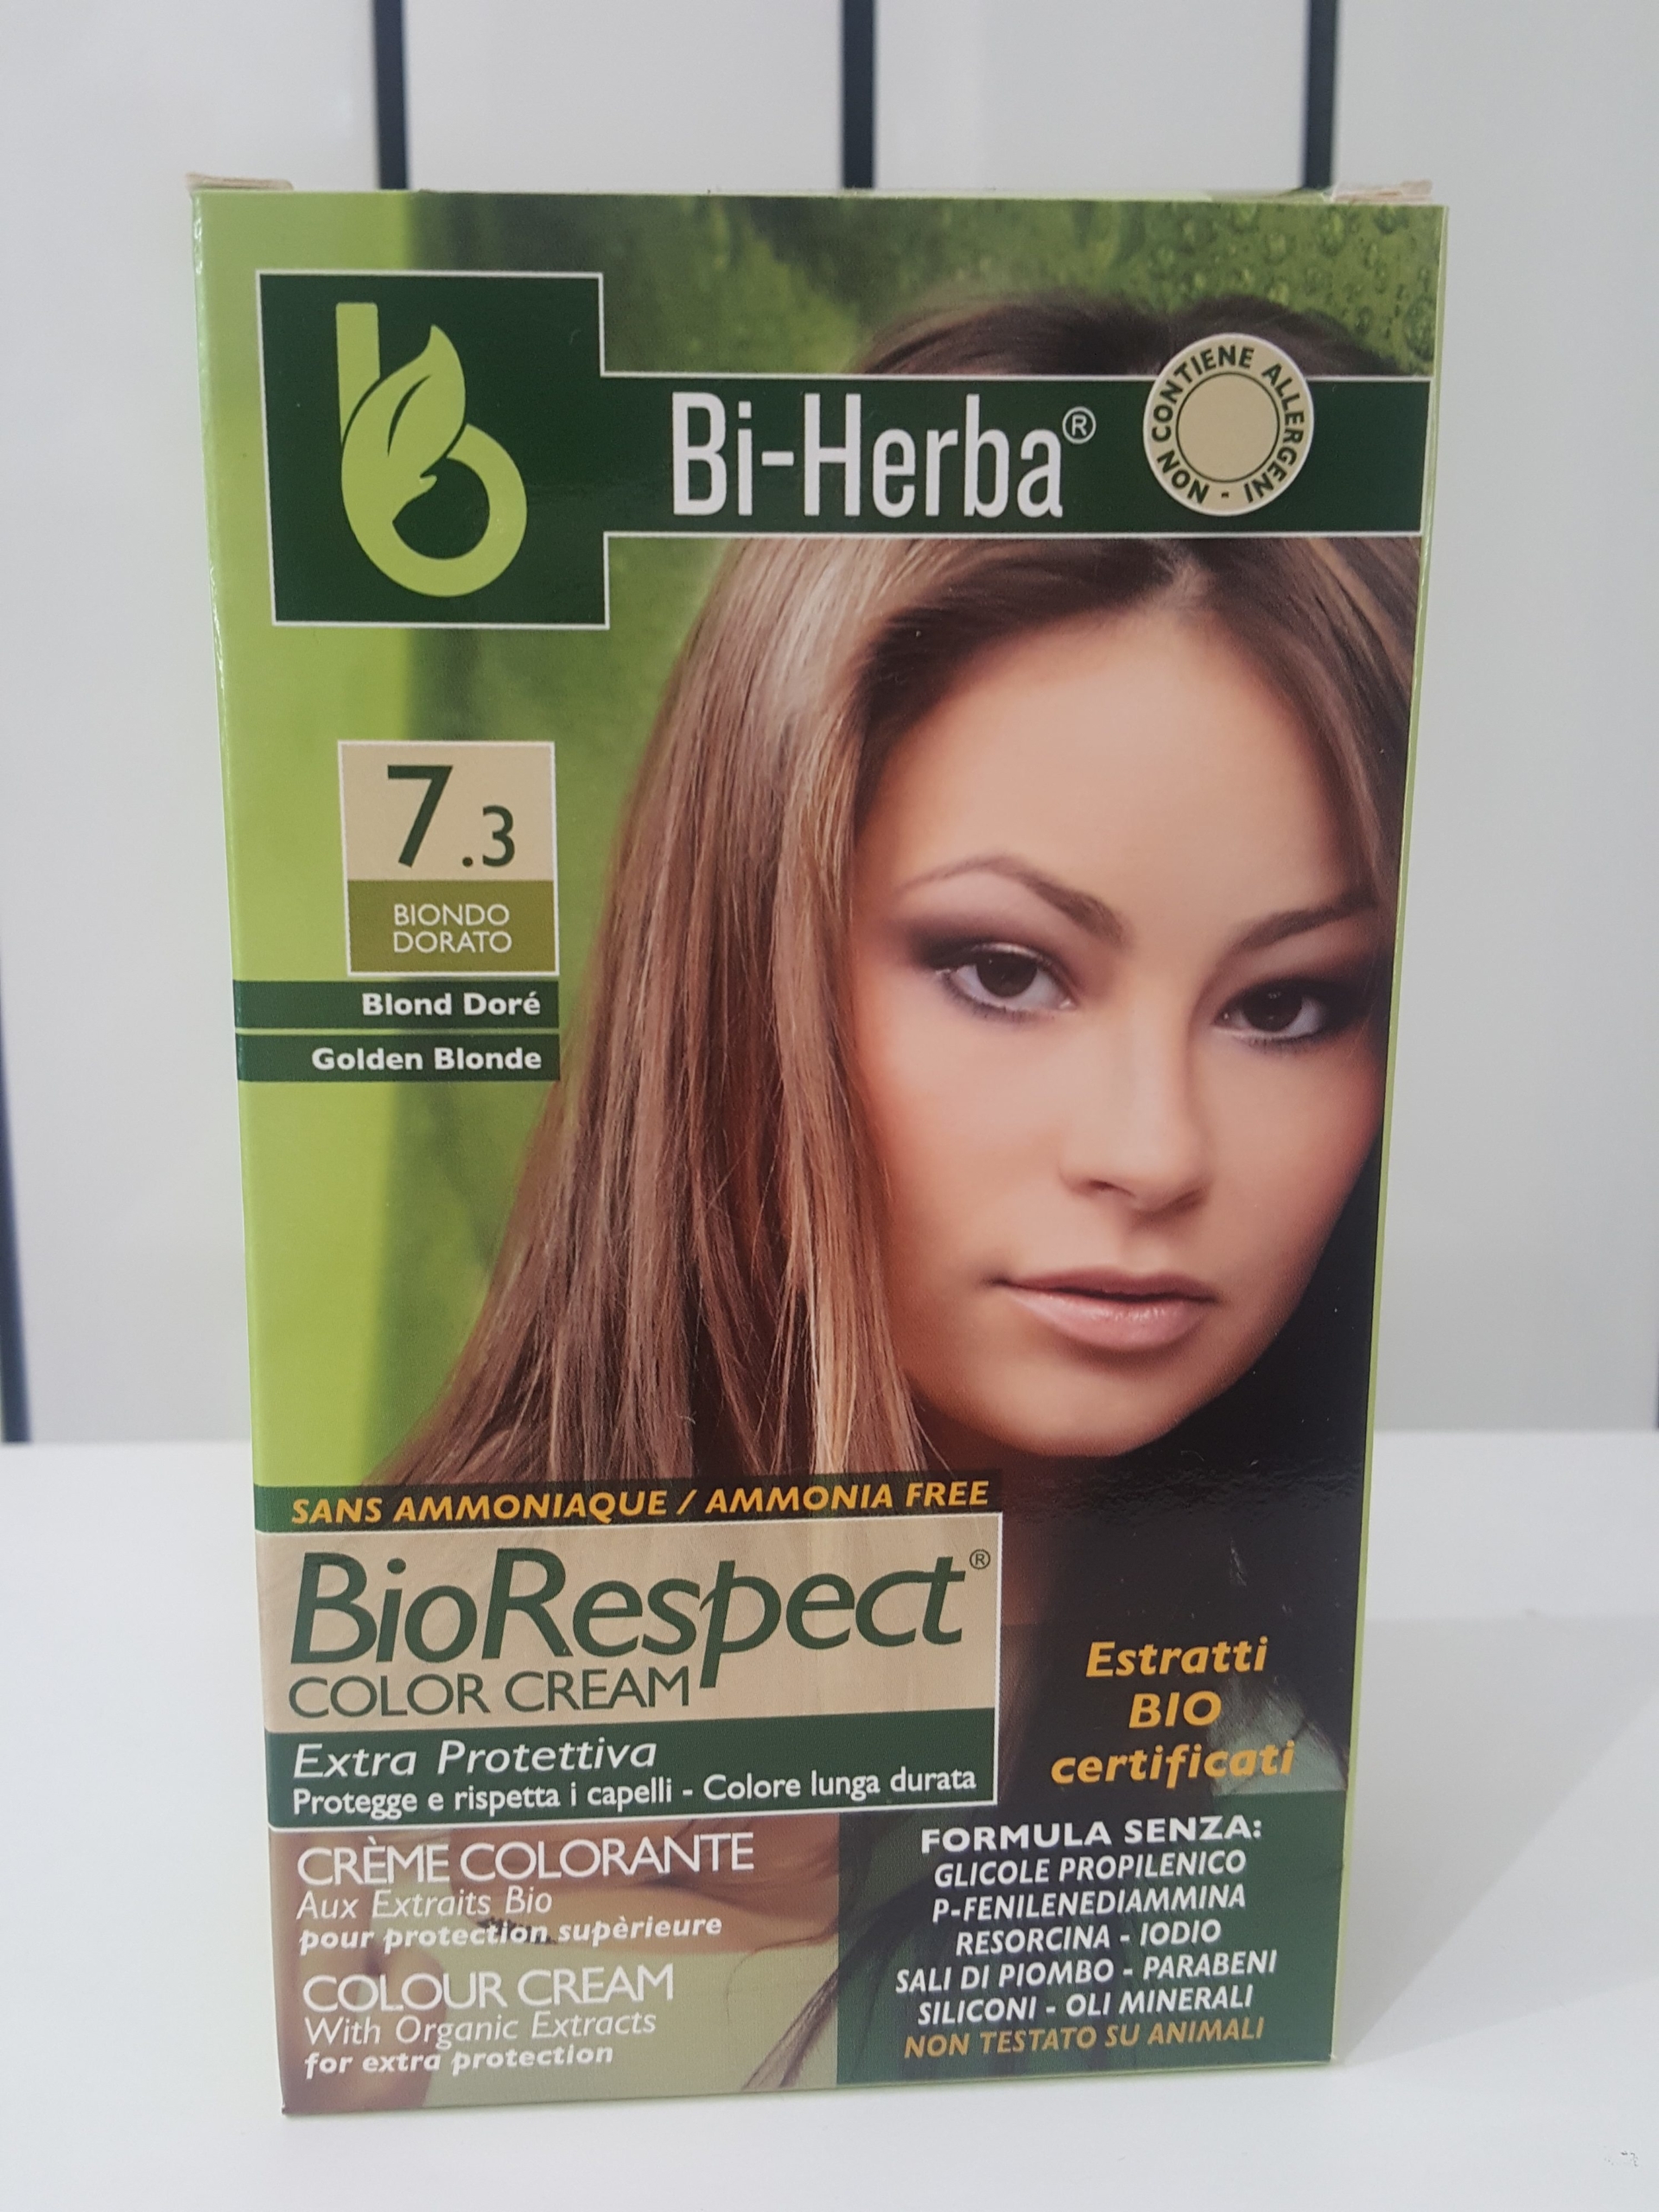 Bi-Herba®
NON CONTIENE ALLERGENI -
7.3
BIONDO
DORATO
Blond Doré
Golden Blonde
SANS AMMONIAQUE / AMMONIA FREE
BioRespect®
COLOR CREAM
Extra Protettiva
Protegge e rispetta i capelli - Colore lunga durata
Estratti
BIO
certificati
CRÈME COLORANTE
Aux Extraits Bio
pour protection supèrieure
COLOUR CREAM
With Organic Extracts
for extra protection
FORMULA SENZA:
GLICOLE PROPILENICO
P-FENILENEDIAMMINA
RESORCINA - IODIO
SALI DI PIOMBO - PARABENI
SILICONI - OLI MINERALI
NON TESTATO SU ANIMALI